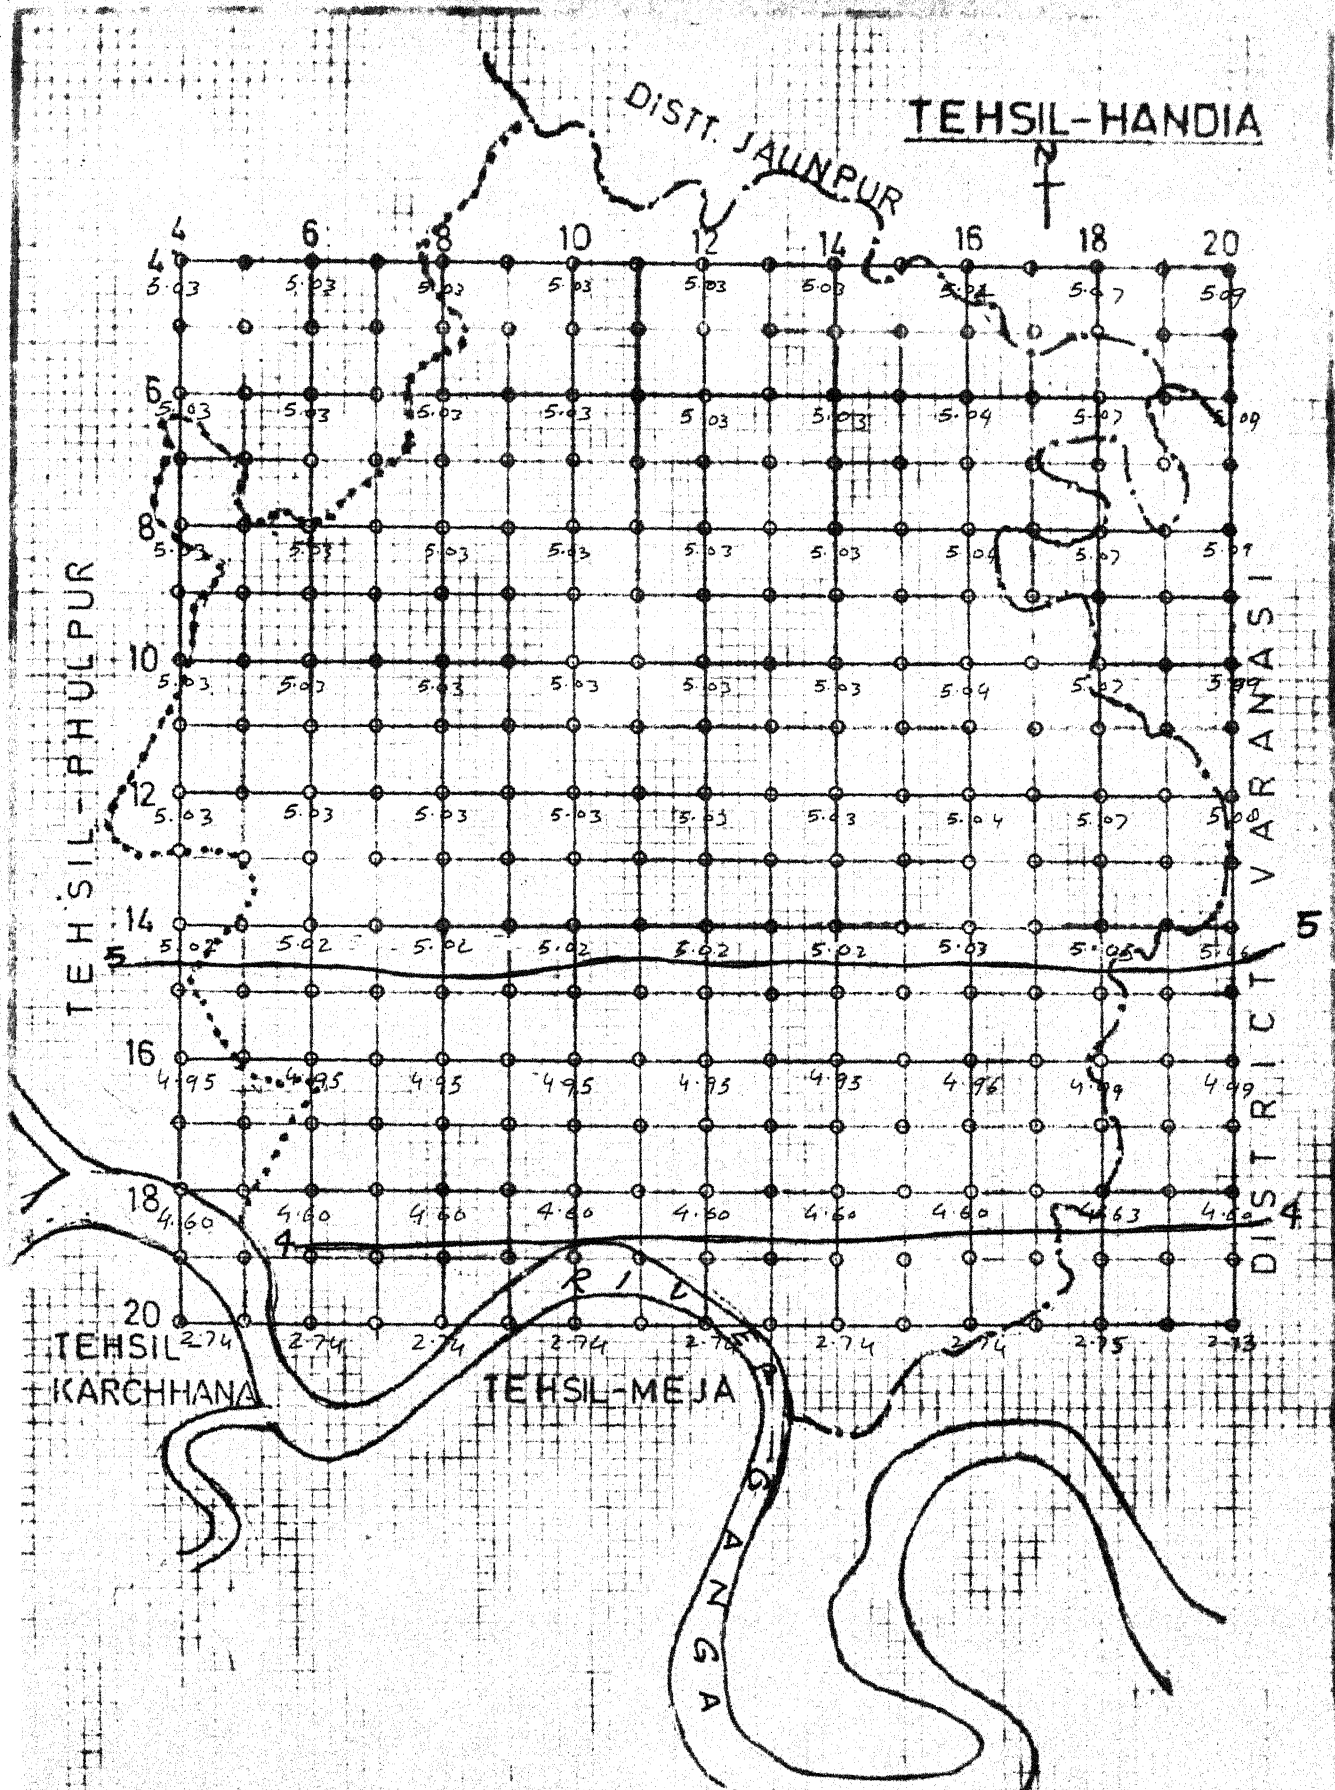 DISTT. JAUNPUR
TEHSIL-HANDIA
N
4 6 8 10 12 14 16 18 20
4
5.03 5.03 5.03 5.03 5.03 5.03 5.07 5.09
6
5.03 5.03 5.03 5.03 5.03 5.03 5.04 5.07
8
5.03 5.03 5.03 5.03 5.03 5.03 5.04 5.07 5.09
10
5.03 5.03 5.03 5.03 5.03 5.03 5.04 5.07
12
5.03 5.03 5.03 5.03 5.03 5.03 5.04 5.07 5.08
14
5.02 5.02 5.02 5.02 5.02 5.02 5.03
5 5
16
4.95 4.95 4.95 4.95 4.95 4.95 4.96 4.99 4.99
18
4.60 4.60 4.60 4.60 4.60 4.60 4.60 4.63
4 4
20
2.74 2.74 2.74 2.74 2.74 2.74 2.74 2.75
TEHSIL-PHULPUR
DISTRICT VARANASI
TEHSIL
KARCHHANA
TEHSIL-MEJA
RIVER
GANGA